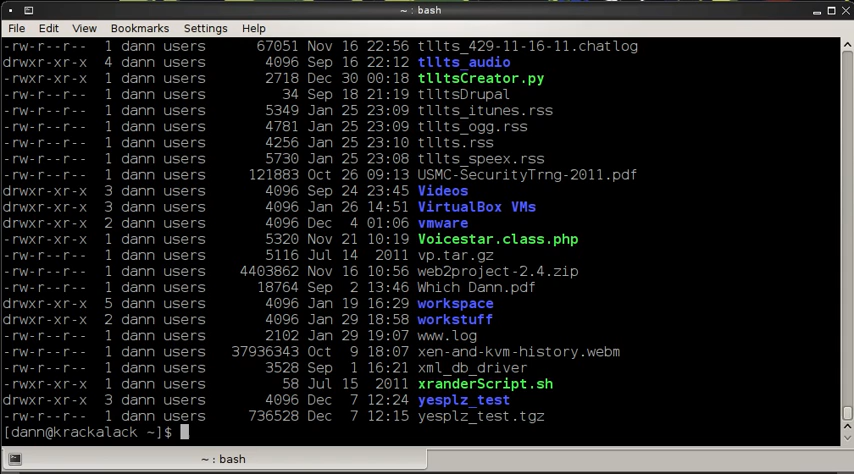 ~ : bash
File Edit View Bookmarks Settings Help
-rw-r--r-- 1 dann users 67051 Nov 16 22:56 tllts_429-11-16-11.chatlog
drwxr-xr-x 4 dann users 4096 Sep 16 22:12 tllts_audio
-rwxr-xr-x 1 dann users 2718 Dec 30 00:18 tlltsCreator.py
-rw-r--r-- 1 dann users 34 Sep 18 21:19 tlltsDrupal
-rw-r--r-- 1 dann users 5349 Jan 25 23:09 tllts_itunes.rss
-rw-r--r-- 1 dann users 4781 Jan 25 23:09 tllts_ogg.rss
-rw-r--r-- 1 dann users 4256 Jan 25 23:10 tllts.rss
-rw-r--r-- 1 dann users 5730 Jan 25 23:08 tllts_speex.rss
-rw-r--r-- 1 dann users 121883 Oct 26 09:13 USMC-SecurityTrng-2011.pdf
drwxr-xr-x 3 dann users 4096 Sep 24 23:45 Videos
drwxr-xr-x 3 dann users 4096 Jan 26 14:51 VirtualBox VMs
drwxr-xr-x 2 dann users 4096 Dec 4 01:06 vmware
-rwxr-xr-x 1 dann users 5320 Nov 21 10:19 Voicestar.class.php
-rw-r--r-- 1 dann users 5116 Jul 14 2011 vp.tar.gz
-rw-r--r-- 1 dann users 4403862 Nov 16 10:56 web2project-2.4.zip
-rw-r--r-- 1 dann users 18764 Sep 2 13:46 Which Dann.pdf
drwxr-xr-x 5 dann users 4096 Jan 29 16:29 workspace
drwxr-xr-x 2 dann users 4096 Jan 29 18:58 workstuff
-rw-r--r-- 1 dann users 2102 Jan 29 19:07 www.log
-rw-r--r-- 1 dann users 37936343 Oct 9 18:07 xen-and-kvm-history.webm
-rw-r--r-- 1 dann users 3528 Sep 1 16:21 xml_db_driver
-rwxr-xr-x 1 dann users 58 Jul 15 2011 xranderScript.sh
drwxr-xr-x 3 dann users 4096 Dec 7 12:24 yesplz_test
-rw-r--r-- 1 dann users 736528 Dec 7 12:15 yesplz_test.tgz
[dann@krackalack ~]$
~ : bash